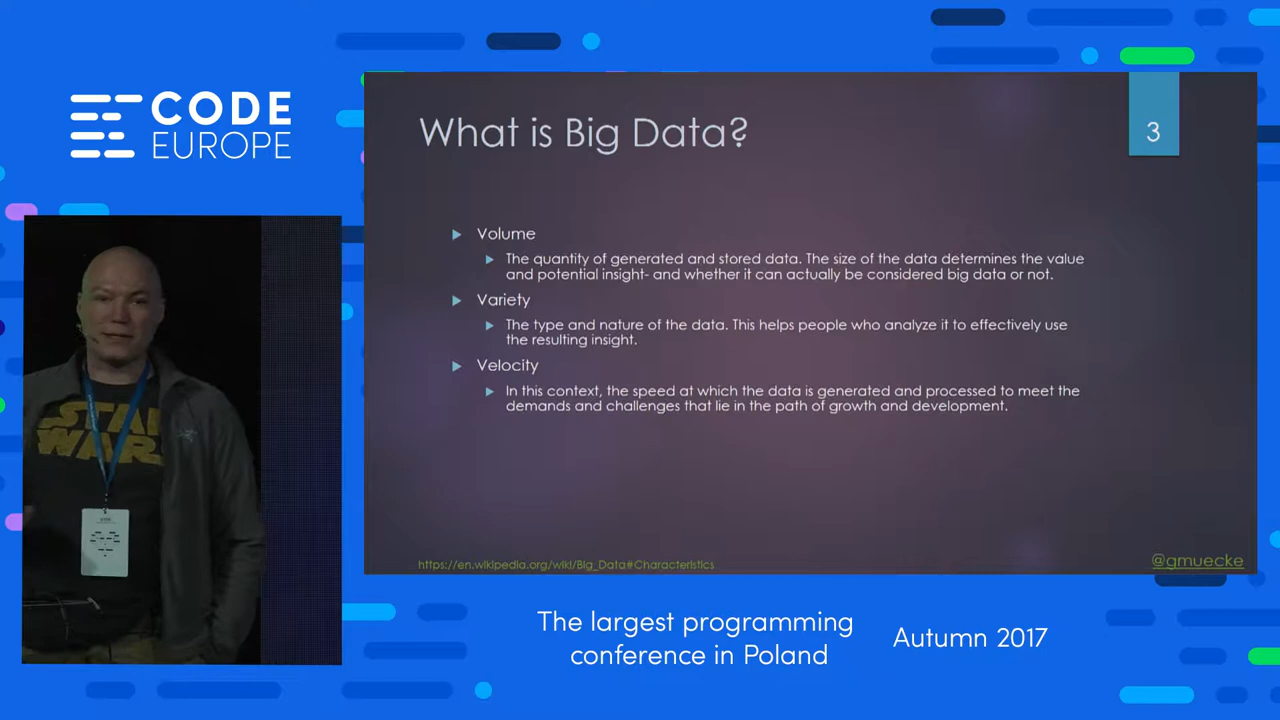 CODE
EUROPE
What is Big Data?
3
Volume
The quantity of generated and stored data. The size of the data determines the value
and potential insight- and whether it can actually be considered big data or not.
Variety
The type and nature of the data. This helps people who analyze it to effectively use
the resulting insight.
Velocity
In this context, the speed at which the data is generated and processed to meet the
demands and challenges that lie in the path of growth and development.
https://en.wikipedia.org/wiki/Big_Data#Characteristics
@gmuecke
STAR
WARS
The largest programming
conference in Poland
Autumn 2017